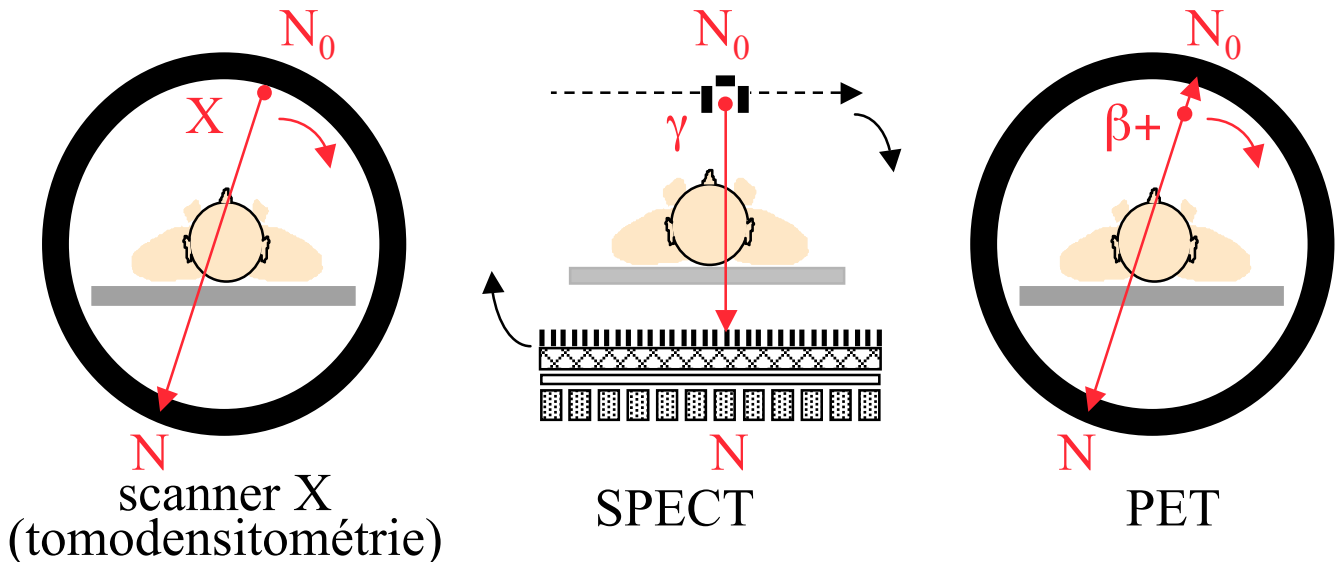 N₀
X
N
scanner X
(tomodensitométrie)
N₀
γ
N
SPECT
N₀
β+
N
PET